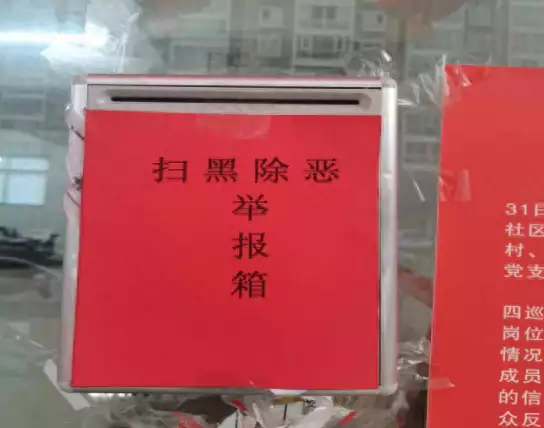 扫黑除恶
举
报
箱
31日
社区
村、
党支
四巡
岗位
情况
成员
的信
众反